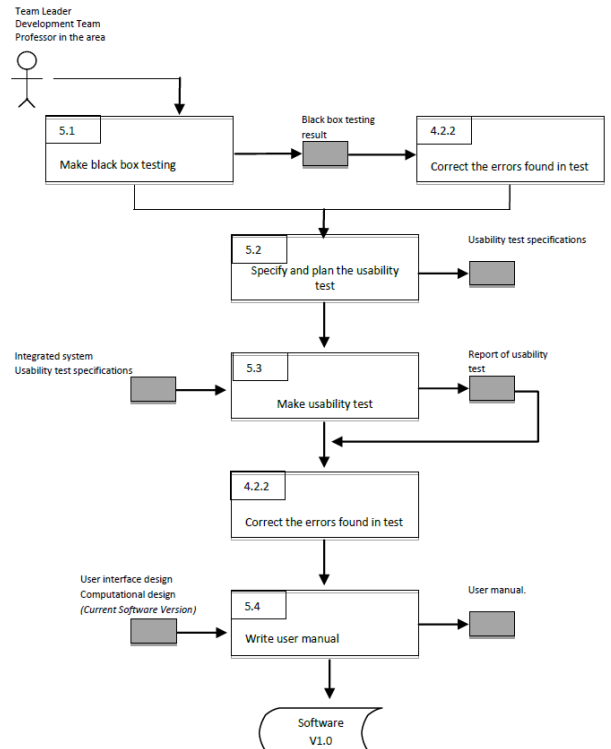 Team Leader
Development Team
Professor in the area
5.1
Make black box testing
Black box testing
result
4.2.2
Correct the errors found in test
5.2
Specify and plan the usability
test
Usability test specifications
Integrated system
Usability test specifications
5.3
Make usability test
Report of usability
test
4.2.2
Correct the errors found in test
User interface design
Computational design
(Current Software Version)
5.4
Write user manual
User manual.
Software
V1.0